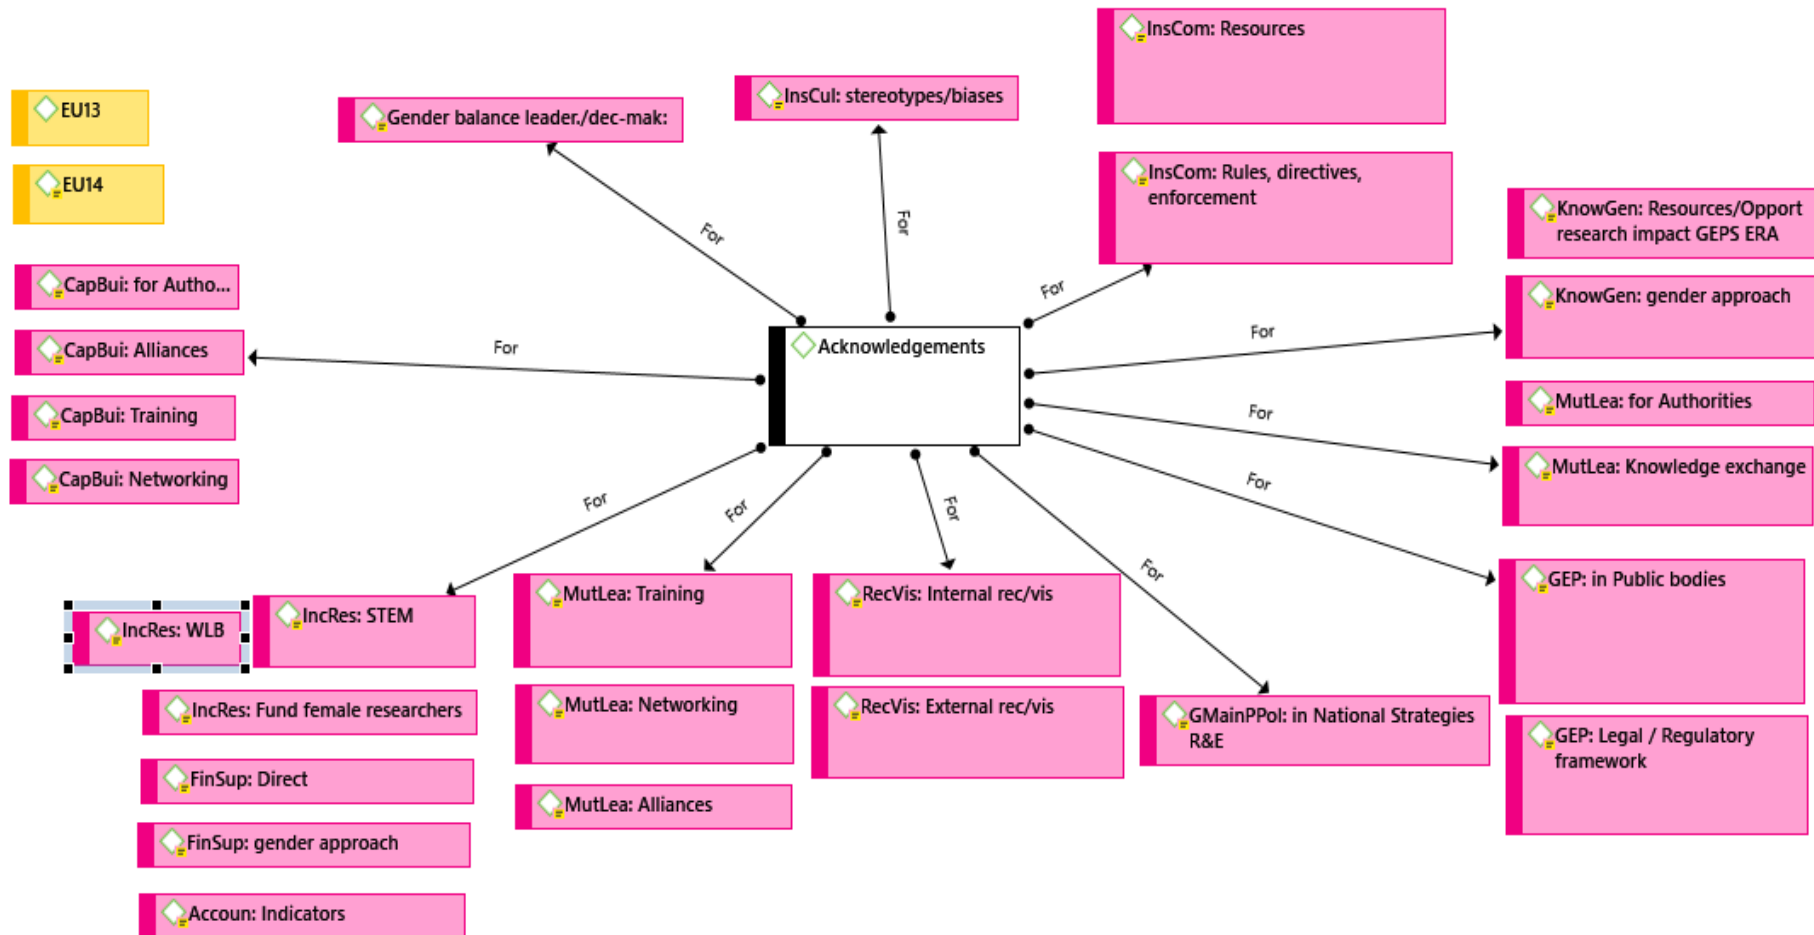 InsCom: Resources
InsCul: stereotypes/biases
EU13
Gender balance leader./dec-mak:
InsCom: Rules, directives,
enforcement
EU14
KnowGen: Resources/Opport
research impact GEPS ERA
For
For
CapBui: for Autho...
For
KnowGen: gender approach
For
Acknowledgements
CapBui: Alliances
For
MutLea: for Authorities
CapBui: Training
For
MutLea: Knowledge exchange
CapBui: Networking
For
For
For
For
For
GEP: in Public bodies
MutLea: Training
RecVis: Internal rec/vis
IncRes: STEM
IncRes: WLB
IncRes: Fund female researchers
MutLea: Networking
RecVis: External rec/vis
GMainPPol: in National Strategies
R&E
GEP: Legal / Regulatory
framework
FinSup: Direct
MutLea: Alliances
FinSup: gender approach
Accoun: Indicators